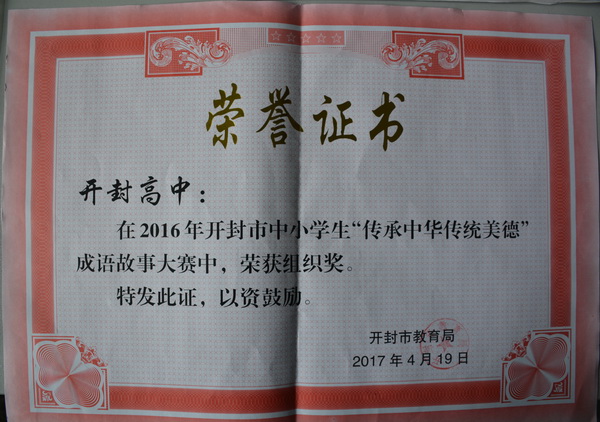 荣誉证书
开封高中：
在2016年开封市中小学生“传承中华传统美德”
成语故事大赛中，荣获组织奖。
特发此证，以资鼓励。
开封市教育局
2017年4月19日